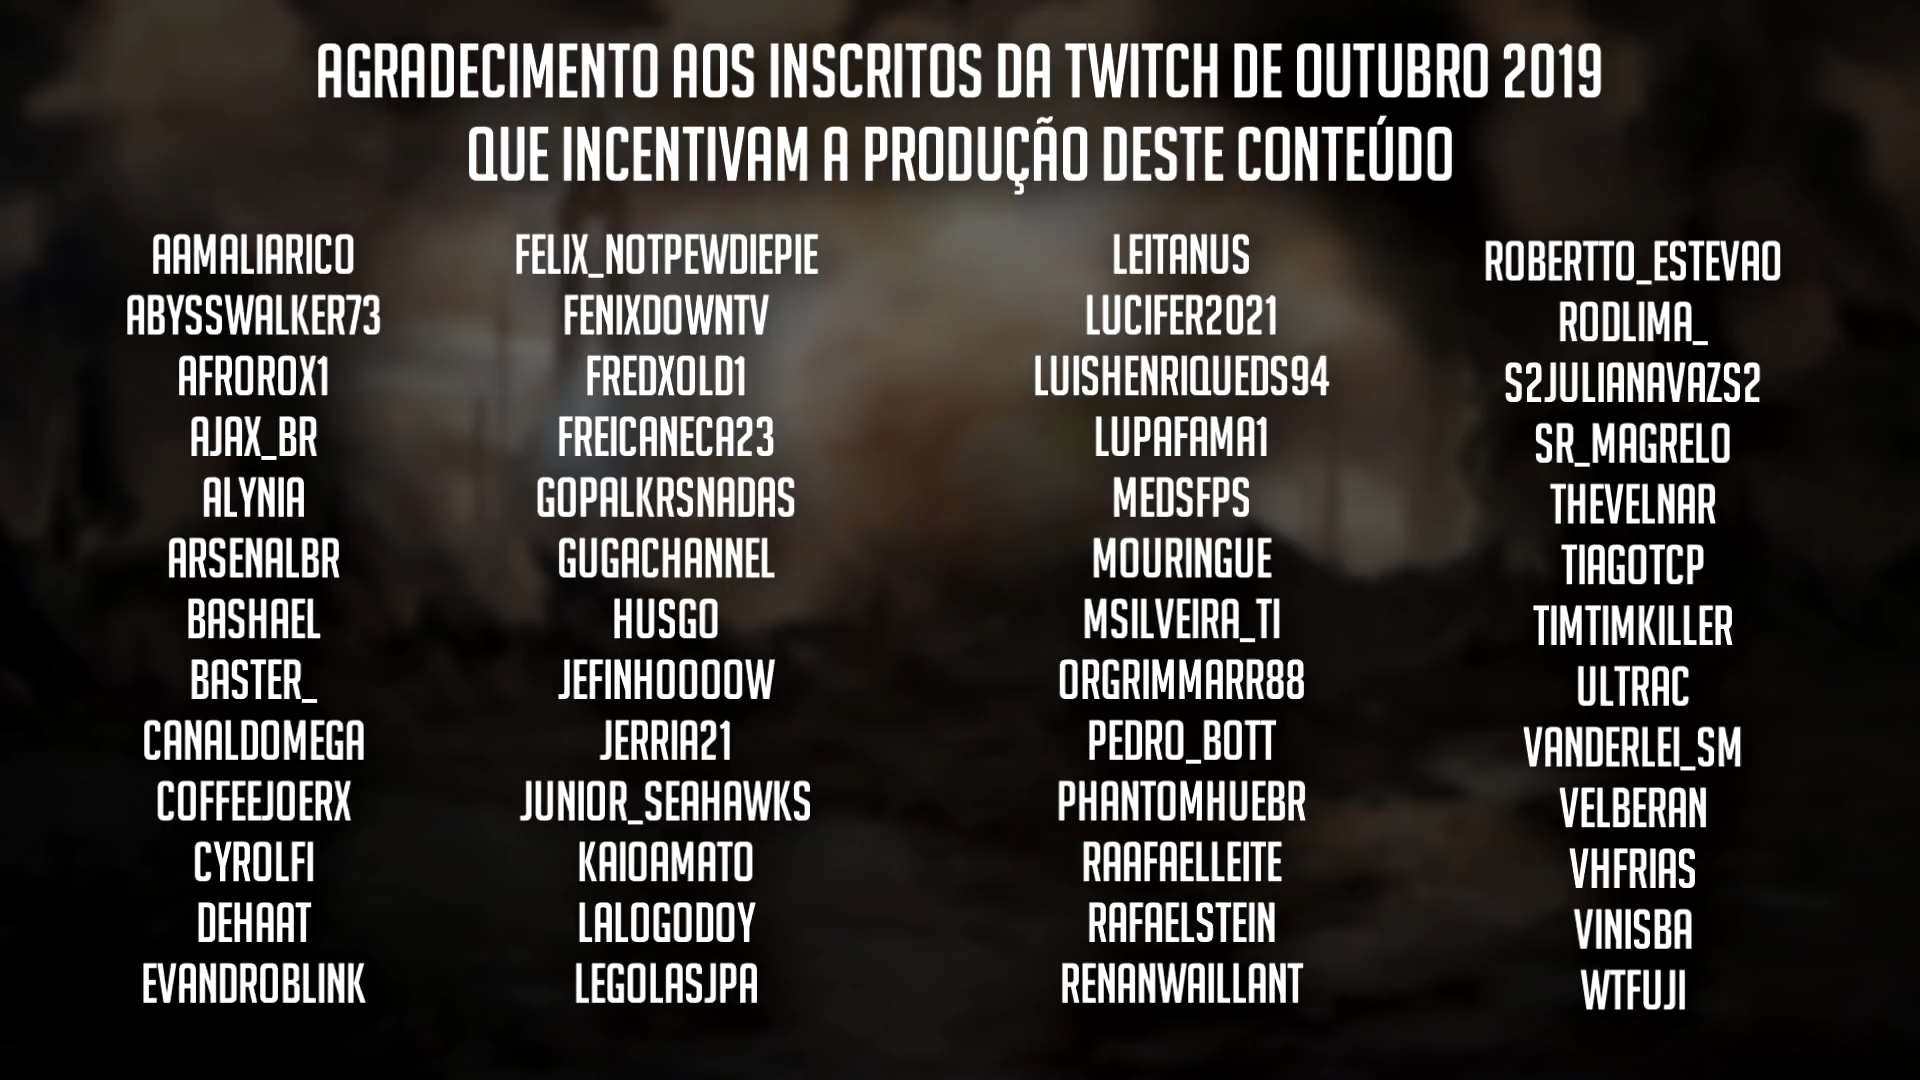 AGRADECIMENTO AOS INSCRITOS DA TWITCH DE OUTUBRO 2019
QUE INCENTIVAM A PRODUÇÃO DESTE CONTEÚDO
AAMALIARICO
ABYSSWALKER73
AFROROX1
AJAX_BR
ALYNIA
ARSENALBR
BASHAEL
BASTER_
CANALDOMEGA
COFFEEJOERX
CYROLFI
DEHAAT
EVANDROBLINK
FELIX_NOTPEWDIEPIE
FENIXDOWNTV
FREDXOLD1
FREICANECA23
GOPALKRSNADAS
GUGACHANNEL
HUSGO
JEFINHOOOOW
JERRIA21
JUNIOR_SEAHAWKS
KAIOAMATO
LALOGODOY
LEGOLASJPA
LEITANUS
LUCIFER2021
LUISHENRIQUEDS94
LUPAFAMA1
MEDSFPS
MOURINGUE
MSILVEIRA_TI
ORGRIMMARR88
PEDRO_BOTT
PHANTOMHUEBR
RAAFAELLEITE
RAFAELSTEIN
RENANWAILLANT
ROBERTTO_ESTEVAO
RODLIMA_
S2JULIANAVAZS2
SR_MAGRELO
THEVELNAR
TIAGOTCP
TIMTIMKILLER
ULTRAC
VANDERLEI_SM
VELBERAN
VHFRIAS
VINISBA
WTFUJI